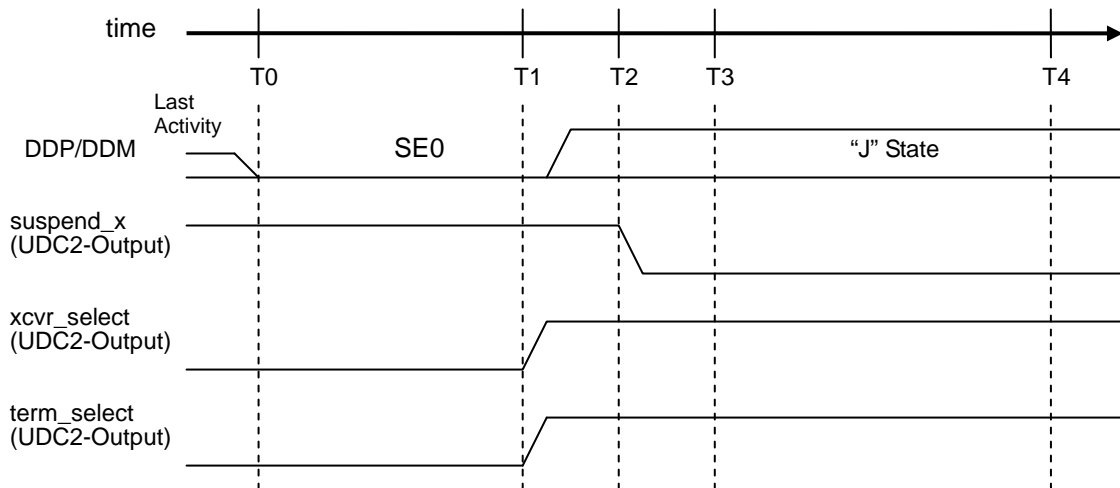 time
T0 T1 T2 T3 T4
Last
Activity
DDP/DDM SE0 “J” State
suspend_x
(UDC2-Output)
xcvr_select
(UDC2-Output)
term_select
(UDC2-Output)